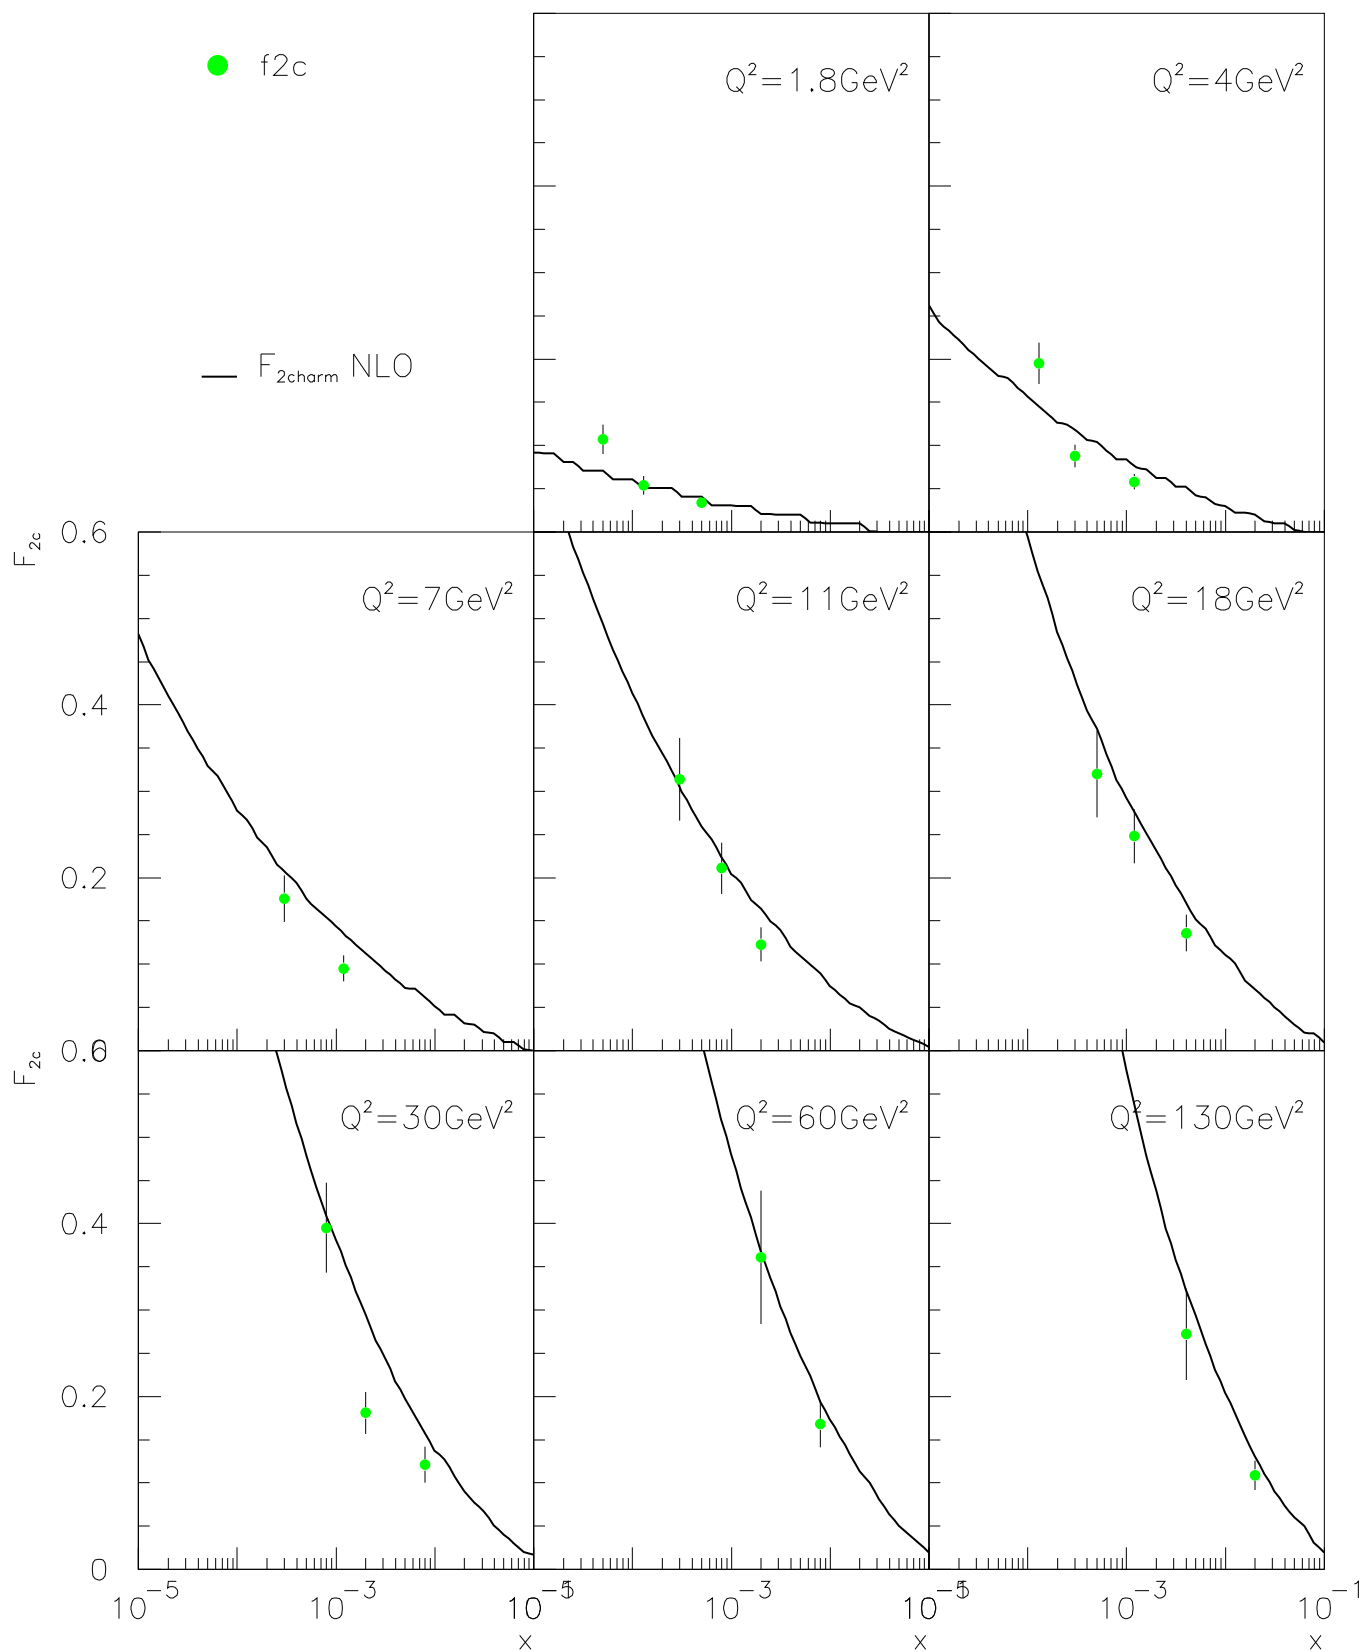 f2c
Q²=1.8GeV²
Q²=4GeV²
F₂charm NLO
F₂c
0.6
Q²=7GeV²
Q²=11GeV²
Q²=18GeV²
0.4
0.2
F₂c
0.6
Q²=30GeV²
Q²=60GeV²
Q²=130GeV²
0.4
0.2
0
10⁻⁵ 10⁻³ 10⁻⁵ 10⁻³ 10⁻⁵ 10⁻³ 10⁻¹
x x x